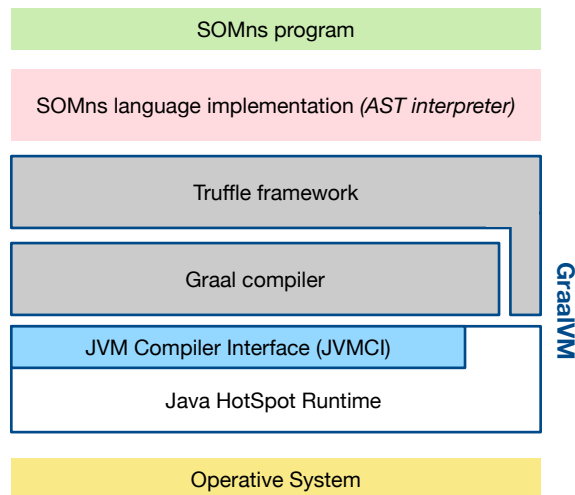 SOMns program
SOMns language implementation (AST interpreter)
Truffle framework
Graal compiler
GraalVM
JVM Compiler Interface (JVMCI)
Java HotSpot Runtime
Operative System